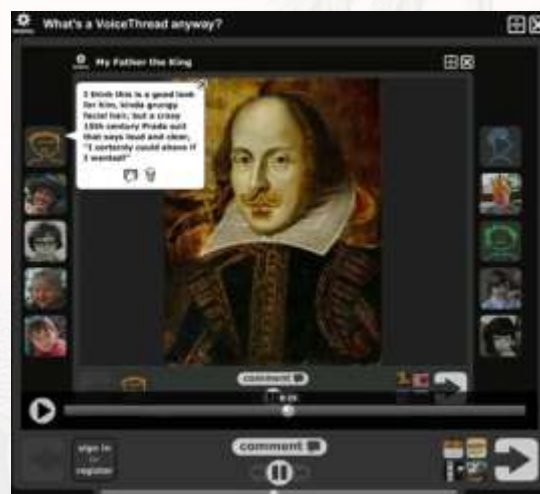 What's a VoiceThread anyway?
My Father the King
I think this is a good look
for him, kinda grungy
facial hair, but a crazy
15th century Prada suit
that says loud and clear,
"I certainly could shave if
I wanted!"
comment
sign in
or
register
comment